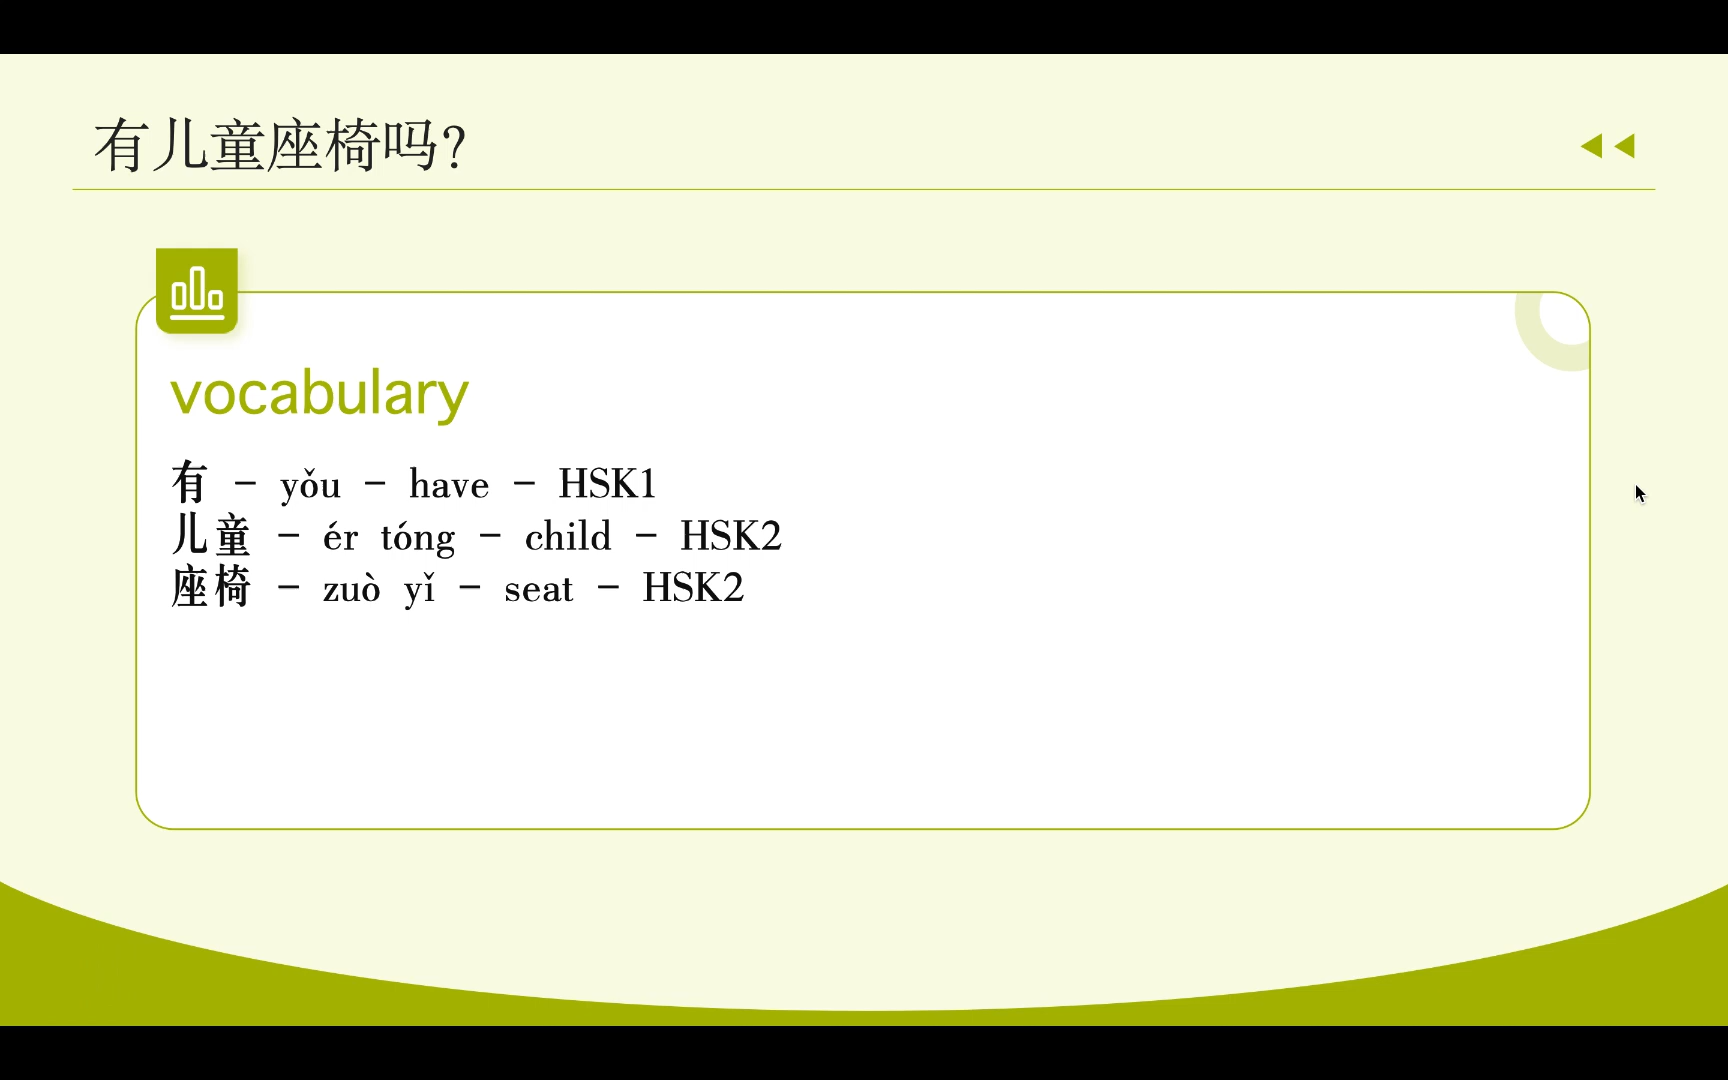 有儿童座椅吗？
vocabulary
有 - yǒu - have - HSK1
儿童 - ér tóng - child - HSK2
座椅 - zuò yǐ - seat - HSK2